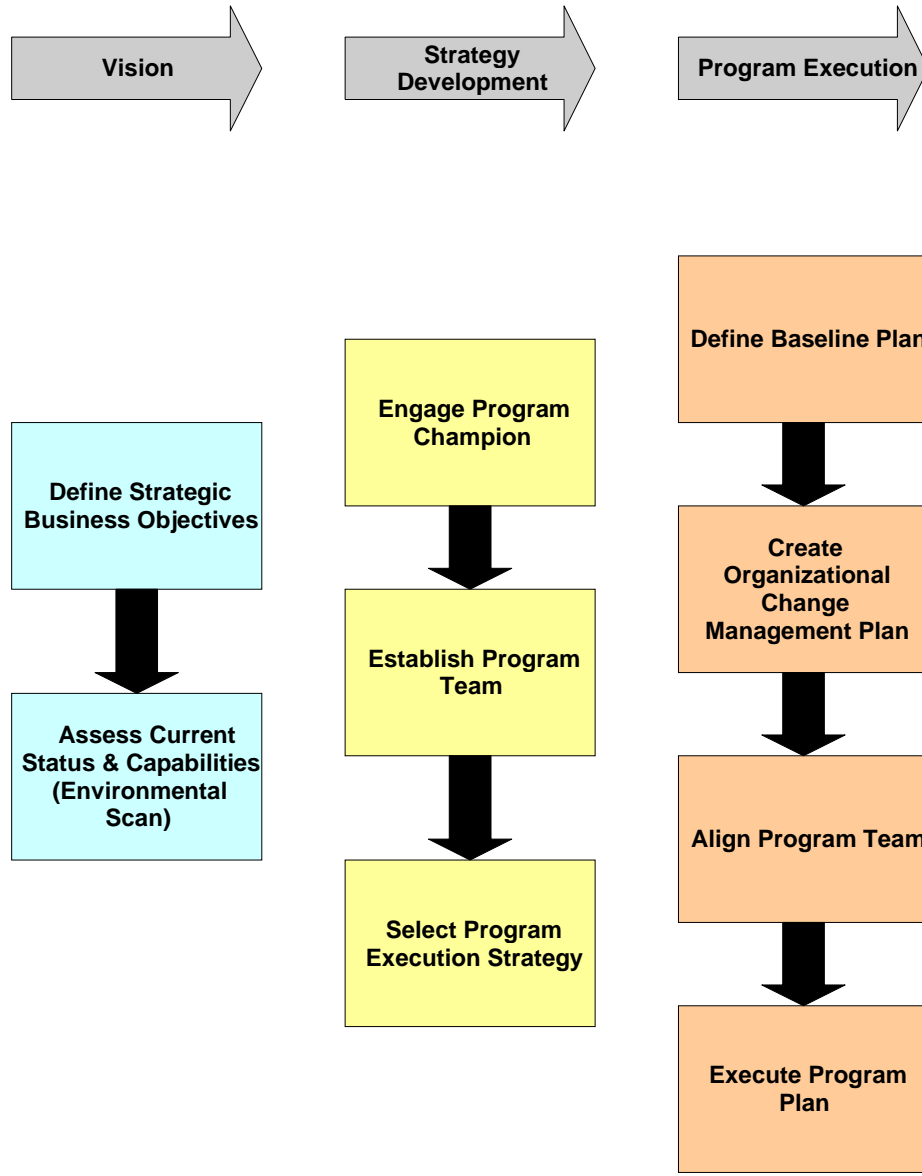 Vision
Strategy
Development
Program Execution
Define Strategic
Business Objectives
Assess Current
Status & Capabilities
(Environmental
Scan)
Engage Program
Champion
Establish Program
Team
Select Program
Execution Strategy
Define Baseline Plan
Create
Organizational
Change
Management Plan
Align Program Team
Execute Program
Plan